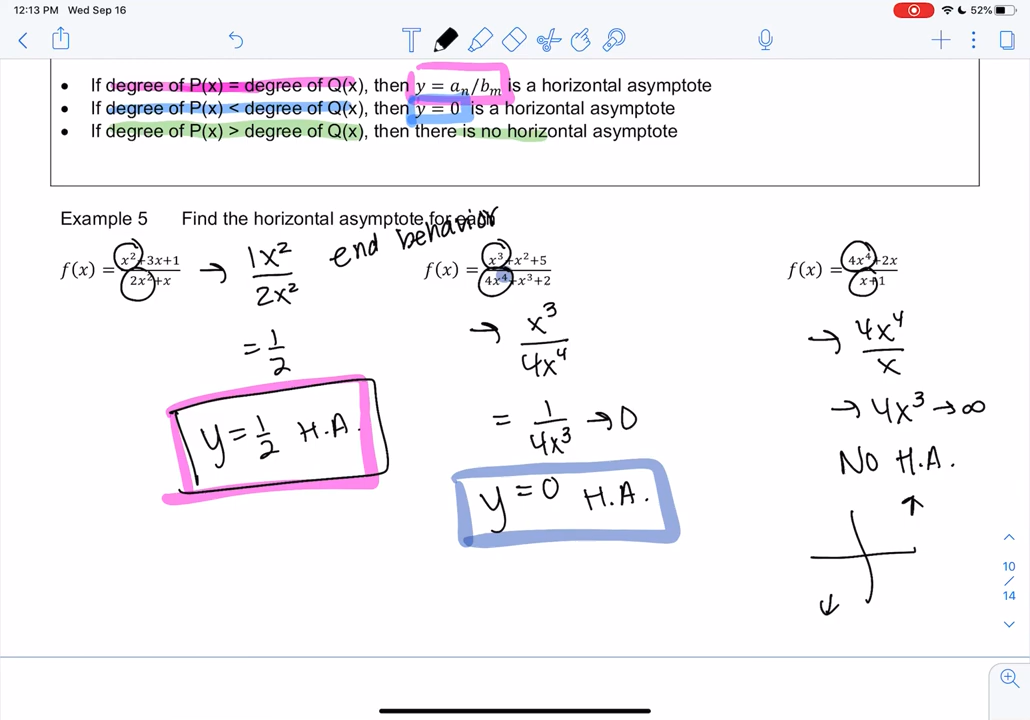 12:13 PM Wed Sep 16
52%
T
• If degree of P(x) = degree of Q(x), then y = aₙ/bₘ is a horizontal asymptote
• If degree of P(x) < degree of Q(x), then y = 0 is a horizontal asymptote
• If degree of P(x) > degree of Q(x), then there is no horizontal asymptote
Example 5 Find the horizontal asymptote for each
end behavior
f(x) = (x²+3x+1)/(2x²+x)
→ 1x²/2x²
= 1/2
y = 1/2 H.A.
f(x) = (x³+x²+5)/(4x⁴+x³+2)
→ x³/4x⁴
= 1/4x³ → 0
y = 0 H.A.
f(x) = (4x⁴+2x)/(x+1)
→ 4x⁴/x
→ 4x³ → ∞
No H.A.
10
/
14